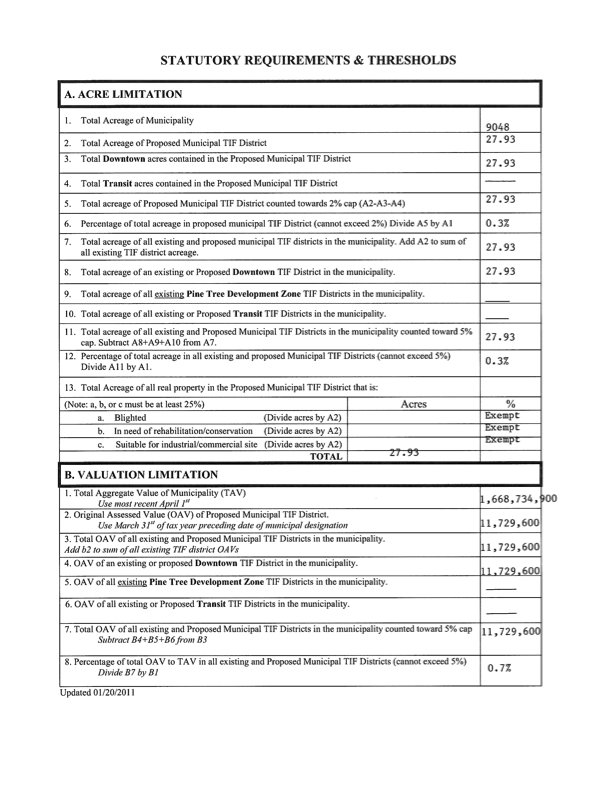 STATUTORY REQUIREMENTS & THRESHOLDS
A. ACRE LIMITATION
1. Total Acreage of Municipality 9048
2. Total Acreage of Proposed Municipal TIF District 27.93
3. Total Downtown acres contained in the Proposed Municipal TIF District 27.93
4. Total Transit acres contained in the Proposed Municipal TIF District
5. Total acreage of Proposed Municipal TIF District counted towards 2% cap (A2-A3-A4) 27.93
6. Percentage of total acreage in proposed municipal TIF District (cannot exceed 2%) Divide A5 by A1 0.3%
7. Total acreage of all existing and proposed municipal TIF districts in the municipality. Add A2 to sum of
all existing TIF district acreage. 27.93
8. Total acreage of an existing or Proposed Downtown TIF District in the municipality. 27.93
9. Total acreage of all existing Pine Tree Development Zone TIF Districts in the municipality.
10. Total acreage of all existing or Proposed Transit TIF Districts in the municipality.
11. Total acreage of all existing and Proposed Municipal TIF Districts in the municipality counted toward 5%
cap. Subtract A8+A9+A10 from A7. 27.93
12. Percentage of total acreage in all existing and proposed Municipal TIF Districts (cannot exceed 5%)
Divide A11 by A1. 0.3%
13. Total Acreage of all real property in the Proposed Municipal TIF District that is:
(Note: a, b, or c must be at least 25%) Acres %
a. Blighted (Divide acres by A2) Exempt
b. In need of rehabilitation/conservation (Divide acres by A2) Exempt
c. Suitable for industrial/commercial site (Divide acres by A2) Exempt
TOTAL 27.93
B. VALUATION LIMITATION
1. Total Aggregate Value of Municipality (TAV)
Use most recent April 1st 1,668,734,900
2. Original Assessed Value (OAV) of Proposed Municipal TIF District.
Use March 31st of tax year preceding date of municipal designation 11,729,600
3. Total OAV of all existing and Proposed Municipal TIF Districts in the municipality.
Add b2 to sum of all existing TIF district OAVs 11,729,600
4. OAV of an existing or proposed Downtown TIF District in the municipality. 11,729,600
5. OAV of all existing Pine Tree Development Zone TIF Districts in the municipality.
6. OAV of all existing or Proposed Transit TIF Districts in the municipality.
7. Total OAV of all existing and Proposed Municipal TIF Districts in the municipality counted toward 5% cap 11,729,600
Subtract B4+B5+B6 from B3
8. Percentage of total OAV to TAV in all existing and Proposed Municipal TIF Districts (cannot exceed 5%) 0.7%
Divide B7 by B1
Updated 01/20/2011